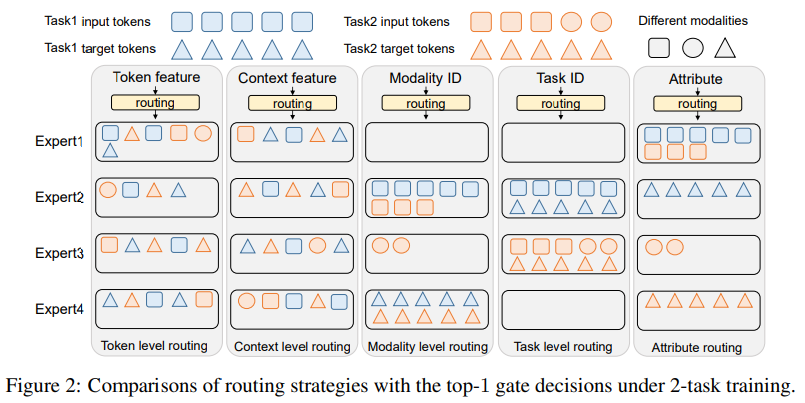 Task1 input tokens
Task2 input tokens
Different modalities
Task1 target tokens
Task2 target tokens
Token feature
Context feature
Modality ID
Task ID
Attribute
routing
routing
routing
routing
routing
Expert1
Expert2
Expert3
Expert4
Token level routing
Context level routing
Modality level routing
Task level routing
Attribute routing
Figure 2: Comparisons of routing strategies with the top-1 gate decisions under 2-task training.